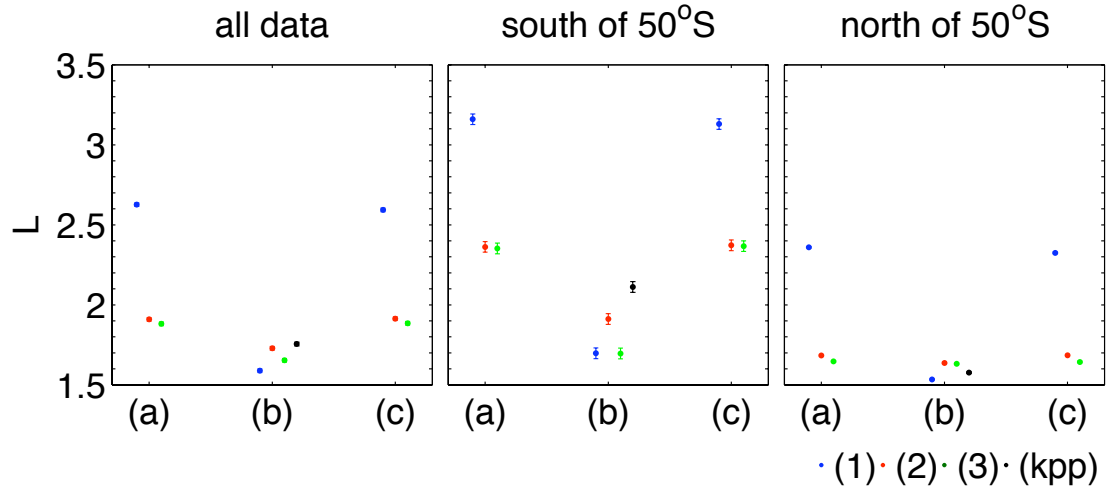 all data south of 50°S north of 50°S
3.5
3
2.5
2
1.5
L
(a) (b) (c) (a) (b) (c) (a) (b) (c)
(1) (2) (3) (kpp)